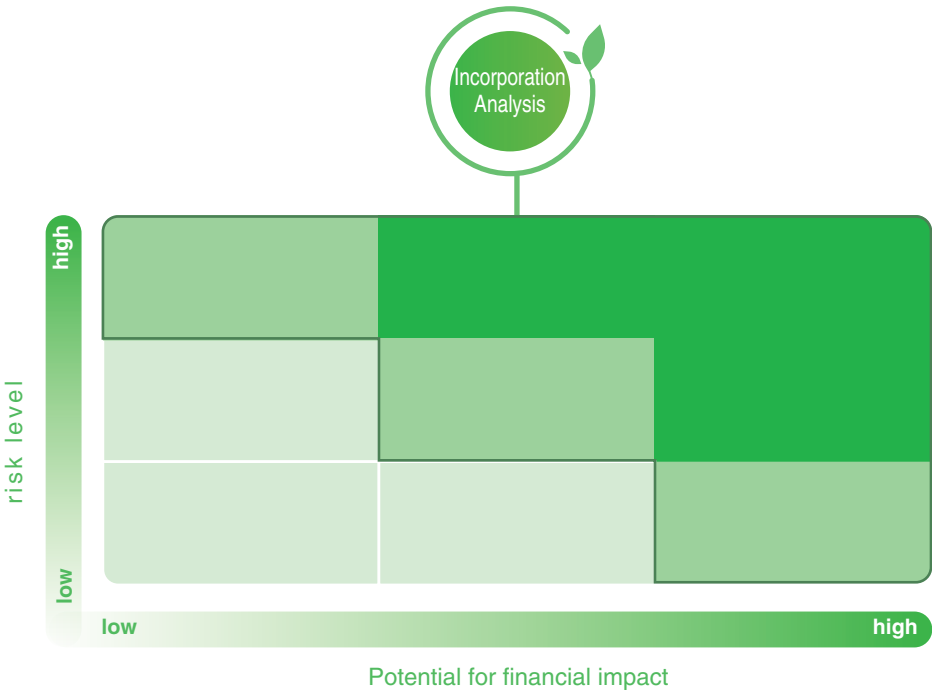 Incorporation
Analysis
high
risk level
low
low
high
Potential for financial impact